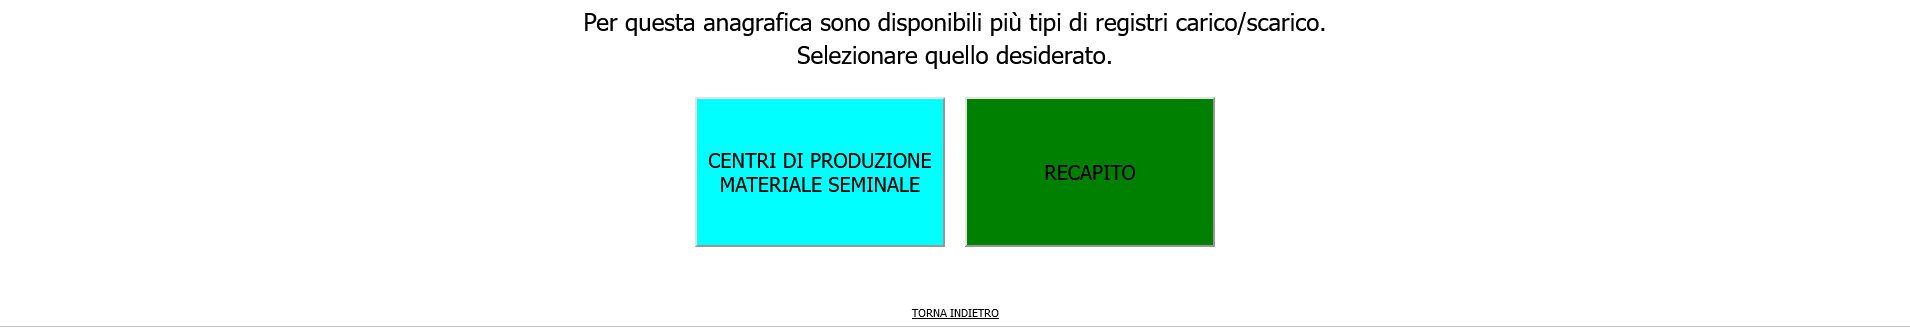 Per questa anagrafica sono disponibili più tipi di registri carico/scarico.
Selezionare quello desiderato.
CENTRI DI PRODUZIONE
MATERIALE SEMINALE
RECAPITO
TORNA INDIETRO